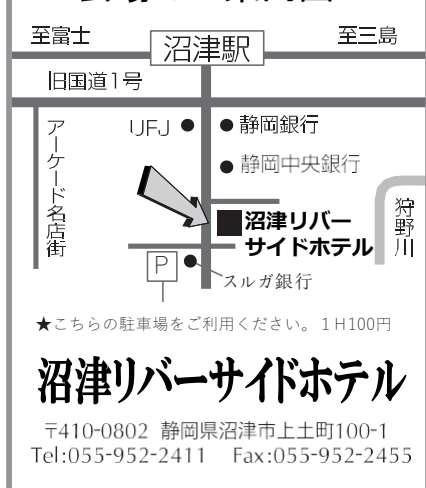 至富士
沼津駅
至三島
旧国道1号
アーケード名店街
UFJ
静岡銀行
静岡中央銀行
狩野川
沼津リバー
サイドホテル
P
スルガ銀行
★こちらの駐車場をご利用ください。1H100円
沼津リバーサイドホテル
〒410-0802 静岡県沼津市上土町100-1
Tel:055-952-2411 Fax:055-952-2455